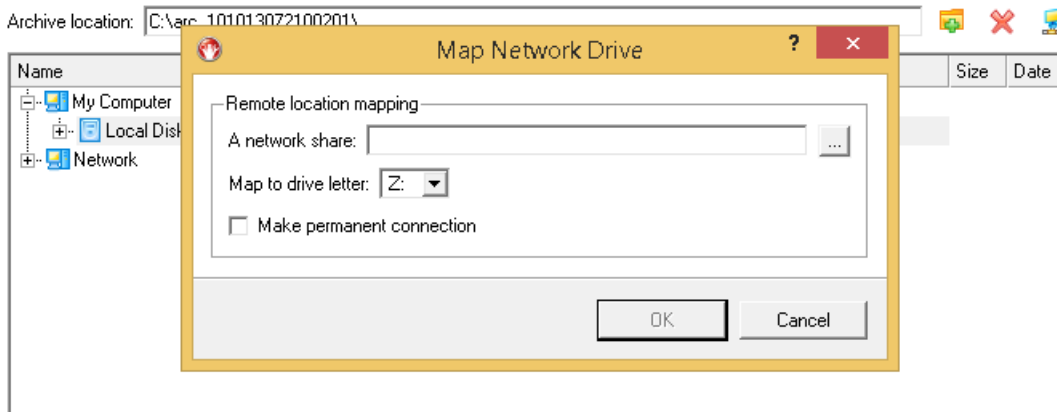 Archive location: C:\arc_101013072100201\
Map Network Drive ? ×
Name Size Date
My Computer
Local Disk
Network
Remote location mapping
A network share: ...
Map to drive letter: Z:
Make permanent connection
OK Cancel